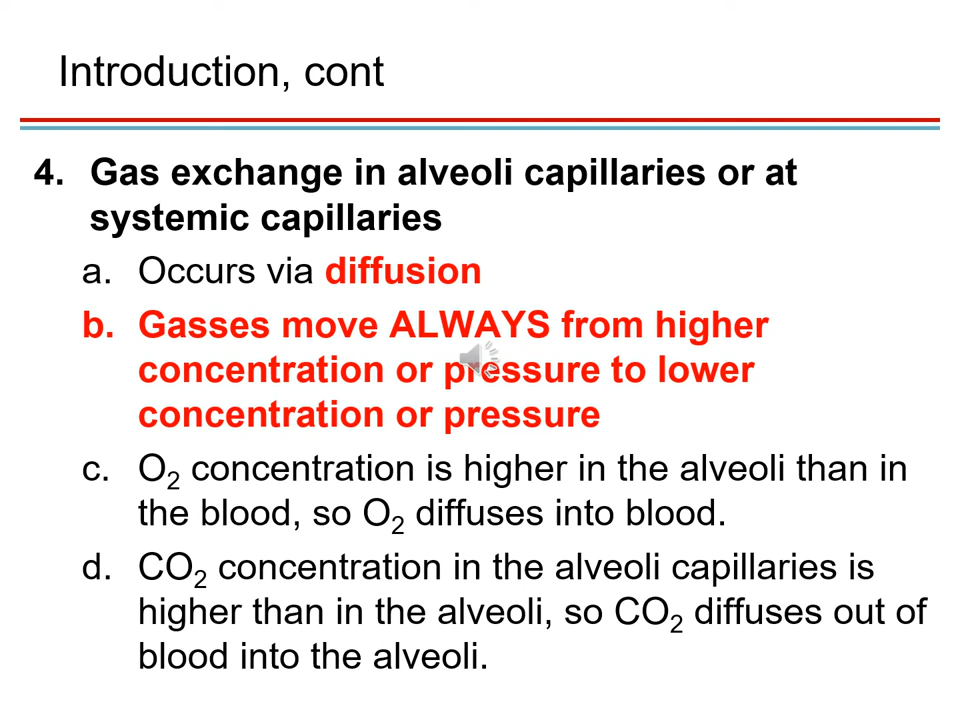 Introduction, cont
4. Gas exchange in alveoli capillaries or at
systemic capillaries
a. Occurs via diffusion
b. Gasses move ALWAYS from higher
concentration or pressure to lower
concentration or pressure
c. O₂ concentration is higher in the alveoli than in
the blood, so O₂ diffuses into blood.
d. CO₂ concentration in the alveoli capillaries is
higher than in the alveoli, so CO₂ diffuses out of
blood into the alveoli.